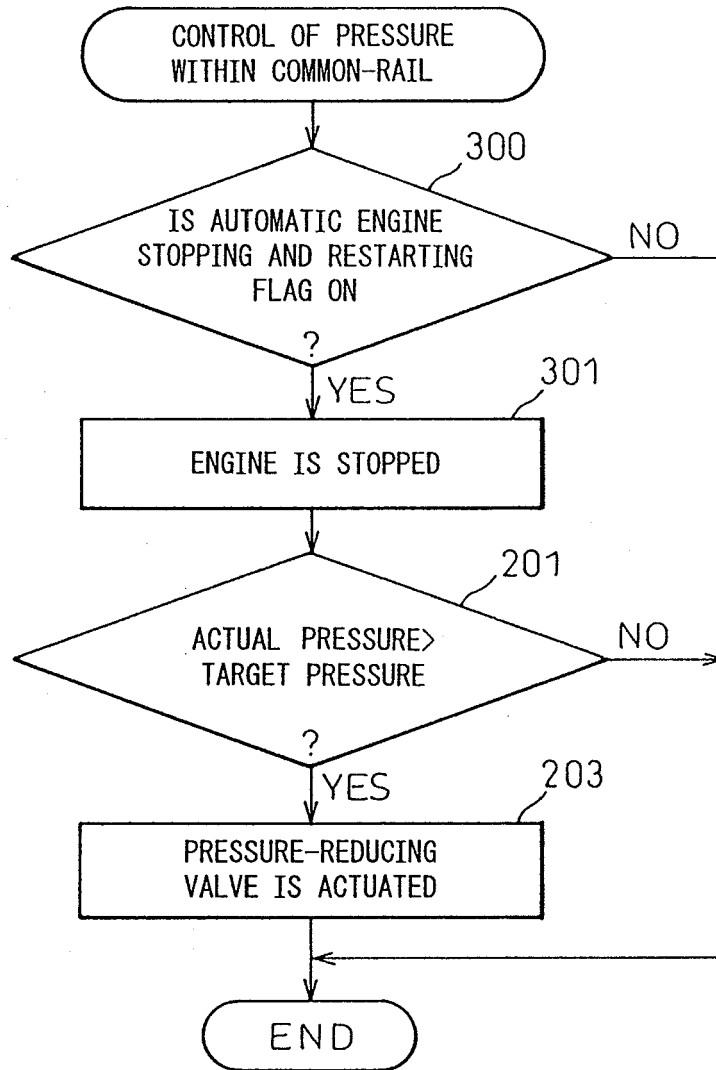 CONTROL OF PRESSURE
WITHIN COMMON-RAIL
300
IS AUTOMATIC ENGINE
STOPPING AND RESTARTING
FLAG ON
?
NO
YES
301
ENGINE IS STOPPED
201
ACTUAL PRESSURE>
TARGET PRESSURE
?
NO
YES
203
PRESSURE-REDUCING
VALVE IS ACTUATED
END